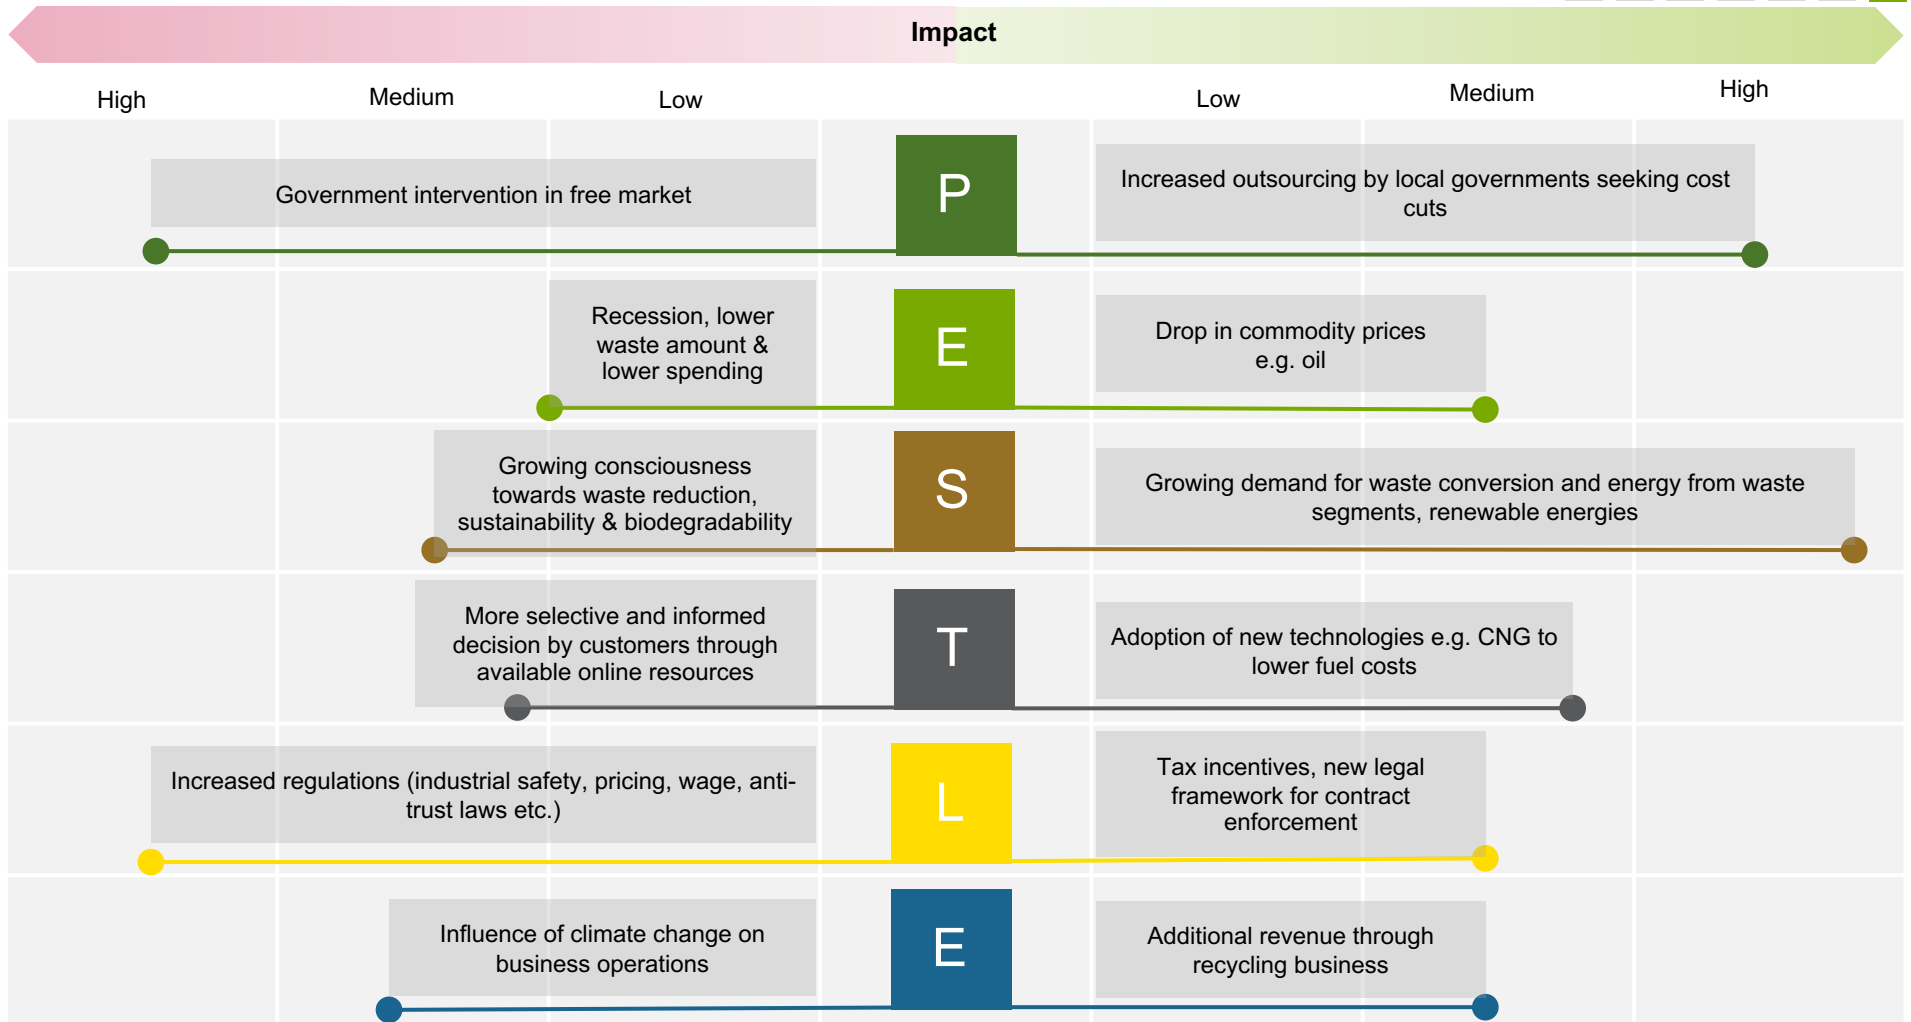 Impact
High
Medium
Low
Low
Medium
High
Government intervention in free market
P
Increased outsourcing by local governments seeking cost
cuts
Recession, lower
waste amount &
lower spending
E
Drop in commodity prices
e.g. oil
Growing consciousness
towards waste reduction,
sustainability & biodegradability
S
Growing demand for waste conversion and energy from waste
segments, renewable energies
More selective and informed
decision by customers through
available online resources
T
Adoption of new technologies e.g. CNG to
lower fuel costs
Increased regulations (industrial safety, pricing, wage, anti-
trust laws etc.)
L
Tax incentives, new legal
framework for contract
enforcement
Influence of climate change on
business operations
E
Additional revenue through
recycling business